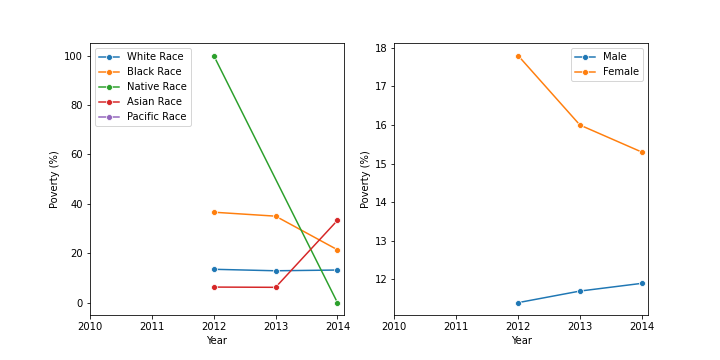 White Race
Black Race
Native Race
Asian Race
Pacific Race
100
80
60
40
20
0
Poverty (%)
2010 2011 2012 2013 2014
Year
Male
Female
18
17
16
15
14
13
12
Poverty (%)
2010 2011 2012 2013 2014
Year